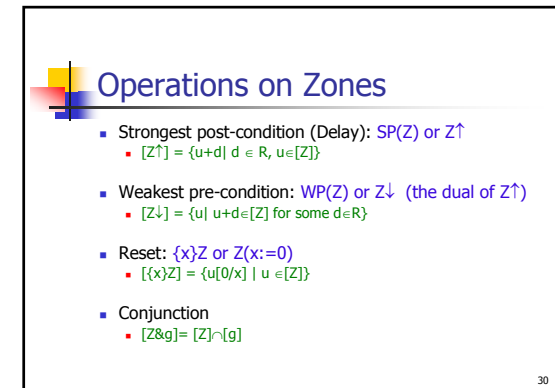 Operations on Zones
Strongest post-condition (Delay): SP(Z) or Z↑
[Z↑] = {u+d| d ∈ R, u∈[Z]}
Weakest pre-condition: WP(Z) or Z↓ (the dual of Z↑)
[Z↓] = {u| u+d∈[Z] for some d∈R}
Reset: {x}Z or Z(x:=0)
[{x}Z] = {u[0/x] | u ∈[Z]}
Conjunction
[Z&g]= [Z]∩[g]
30